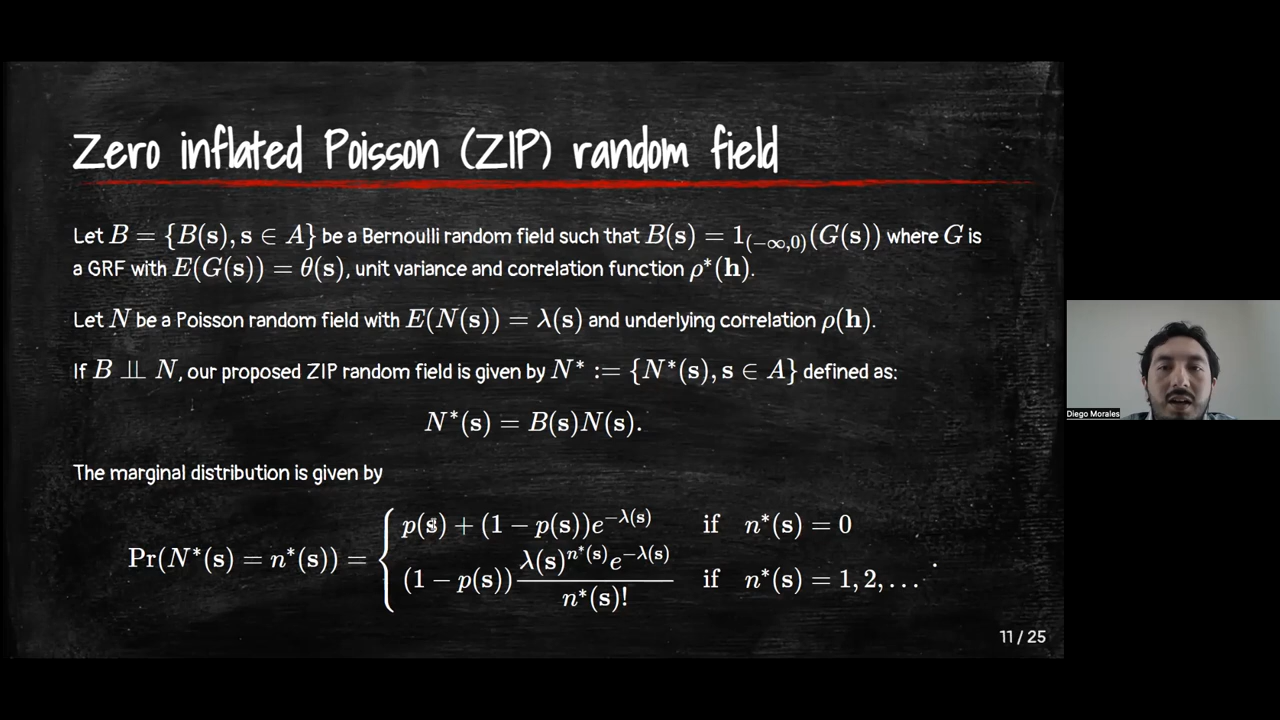 Zero inflated Poisson (ZIP) random field
Let B = {B(s), s ∈ A} be a Bernoulli random field such that B(s) = 1_{(−∞,0)}(G(s)) where G is
a GRF with E(G(s)) = θ(s), unit variance and correlation function ρ*(h).
Let N be a Poisson random field with E(N(s)) = λ(s) and underlying correlation ρ(h).
If B ⫫ N, our proposed ZIP random field is given by N* := {N*(s), s ∈ A} defined as:
N*(s) = B(s)N(s).
The marginal distribution is given by
Pr(N*(s) = n*(s)) = { p(s) + (1 − p(s))e^{−λ(s)} if n*(s) = 0
(1 − p(s)) λ(s)^{n*(s)} e^{−λ(s)} / n*(s)! if n*(s) = 1, 2, … .
11 / 25
Diego Morales